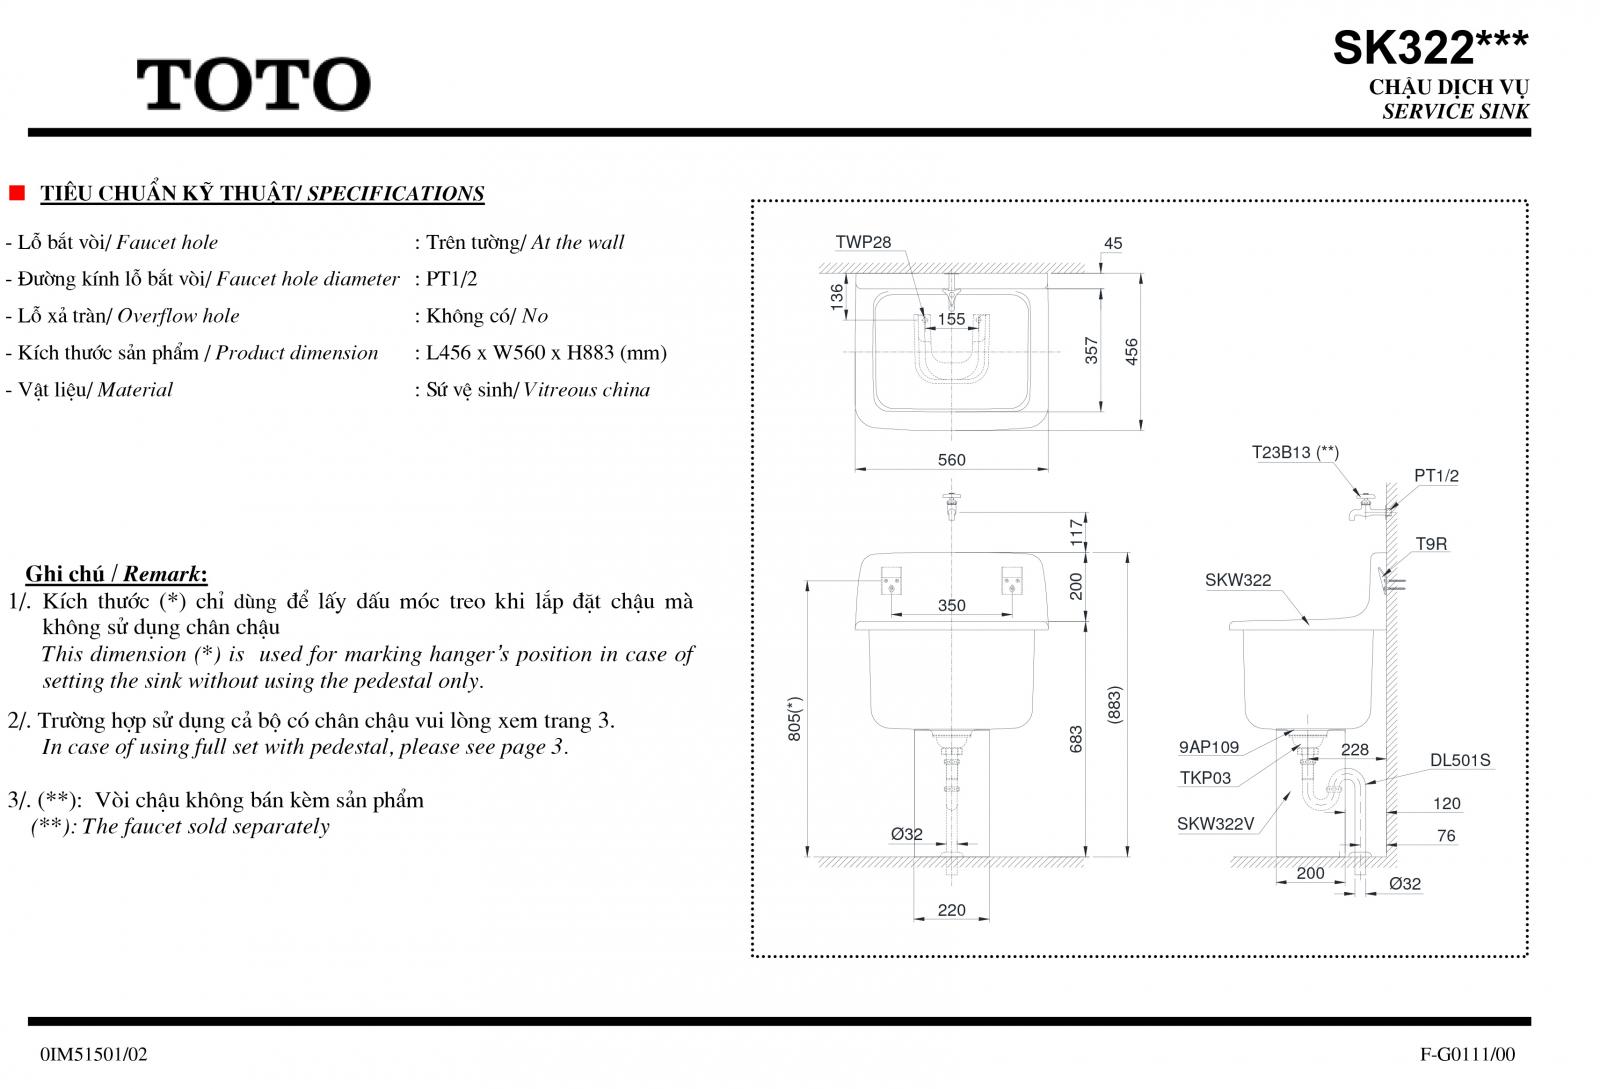 TOTO
SK322***
CHẬU DỊCH VỤ
SERVICE SINK
TIÊU CHUẨN KỸ THUẬT/ SPECIFICATIONS
- Lỗ bắt vòi/ Faucet hole : Trên tường/ At the wall
- Đường kính lỗ bắt vòi/ Faucet hole diameter : PT1/2
- Lỗ xả tràn/ Overflow hole : Không có/ No
- Kích thước sản phẩm / Product dimension : L456 x W560 x H883 (mm)
- Vật liệu/ Material : Sứ vệ sinh/ Vitreous china
Ghi chú / Remark:
1/. Kích thước (*) chỉ dùng để lấy dấu móc treo khi lắp đặt chậu mà
không sử dụng chân chậu
This dimension (*) is used for marking hanger's position in case of
setting the sink without using the pedestal only.
2/. Trường hợp sử dụng cả bộ có chân chậu vui lòng xem trang 3.
In case of using full set with pedestal, please see page 3.
3/. (**): Vòi chậu không bán kèm sản phẩm
(**): The faucet sold separately
TWP28
45
136
155
357
456
560
117
200
350
805(*)
(883)
683
Ø32
220
T23B13 (**)
PT1/2
T9R
SKW322
9AP109
228
DL501S
TKP03
120
SKW322V
76
200
Ø32
0IM51501/02
F-G0111/00